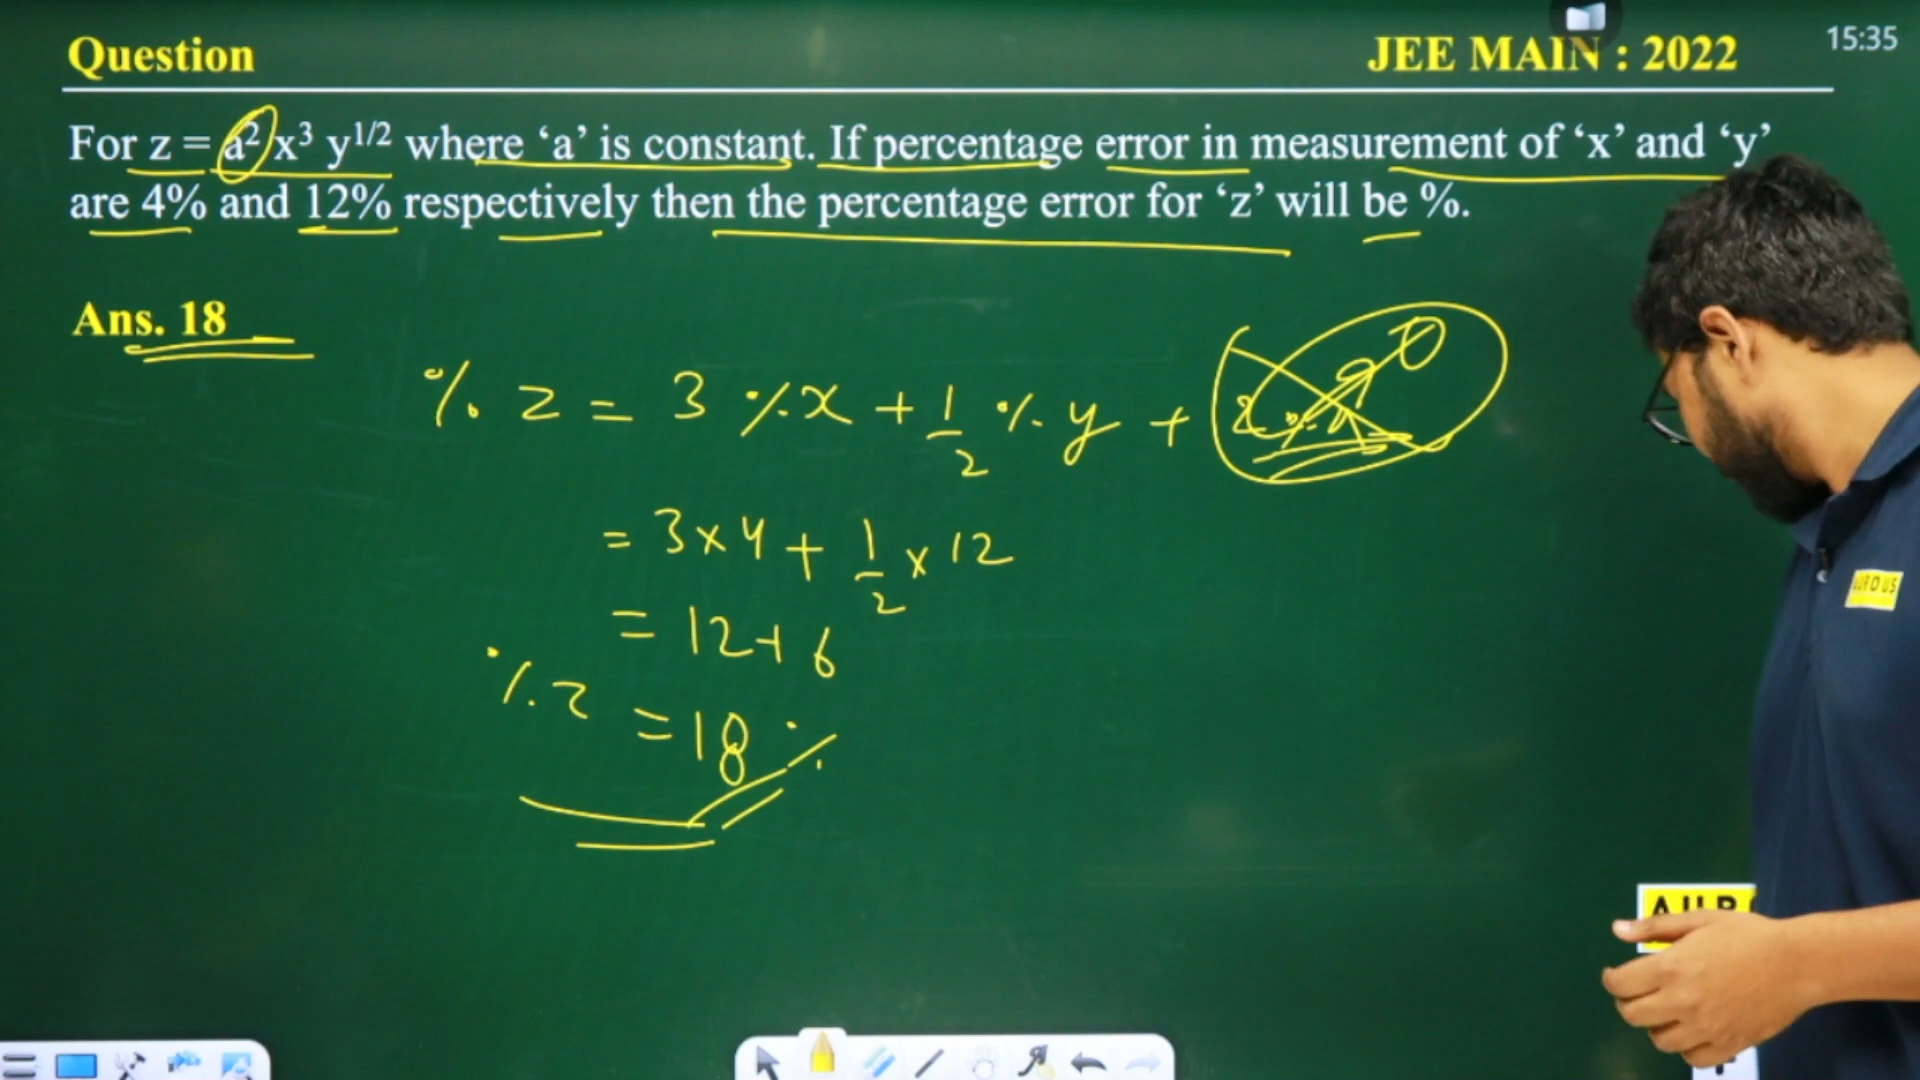 Question
JEE MAIN : 2022
15:35
For z = a² x³ y^1/2 where ‘a’ is constant. If percentage error in measurement of ‘x’ and ‘y’
are 4% and 12% respectively then the percentage error for ‘z’ will be %.
Ans. 18
% z = 3 % x + 1/2 % y +
= 3 × 4 + 1/2 × 12
= 12 + 6
% z = 18 %